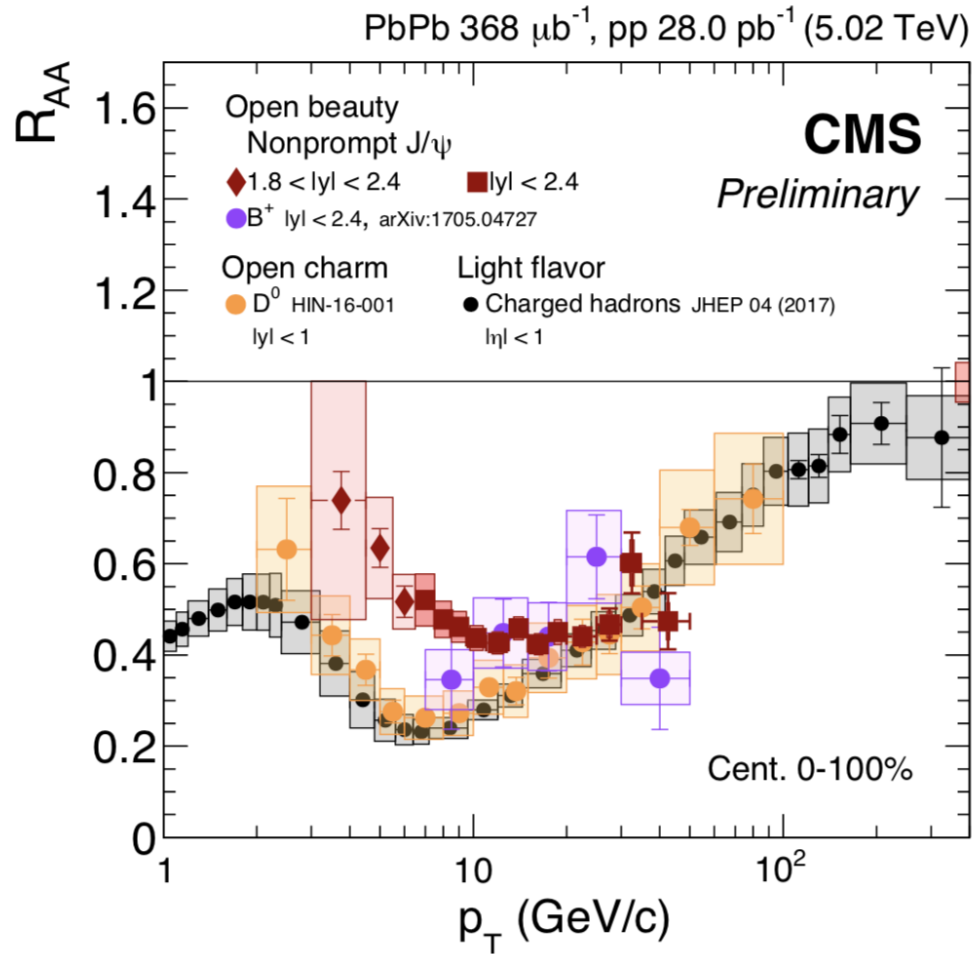 PbPb 368 μb⁻¹, pp 28.0 pb⁻¹ (5.02 TeV)
R_AA
1.6
1.4
1.2
1
0.8
0.6
0.4
0.2
0
Open beauty
Nonprompt J/ψ
1.8 < |y| < 2.4
|y| < 2.4
B⁺ |y| < 2.4, arXiv:1705.04727
Open charm
D⁰ HIN-16-001
|y| < 1
Light flavor
Charged hadrons JHEP 04 (2017)
|η| < 1
CMS
Preliminary
Cent. 0-100%
1 10 10²
p_T (GeV/c)